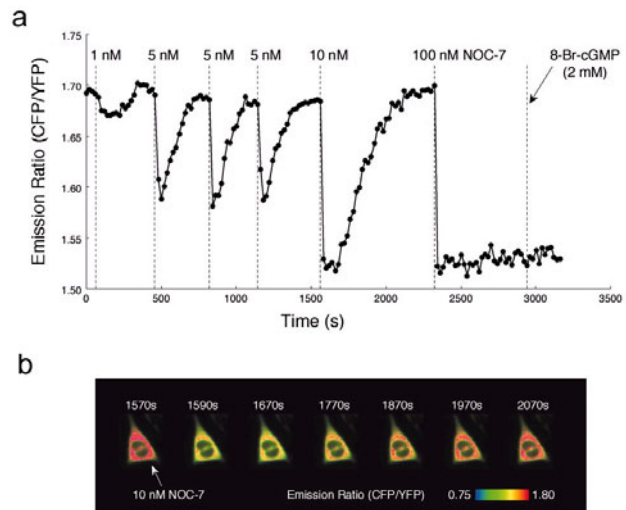 a
1 nM 5 nM 5 nM 5 nM 10 nM 100 nM NOC-7 8-Br-cGMP
(2 mM)
1.75
1.70
1.65
1.60
1.55
1.50
Emission Ratio (CFP/YFP)
0 500 1000 1500 2000 2500 3000 3500
Time (s)
b
1570s 1590s 1670s 1770s 1870s 1970s 2070s
10 nM NOC-7
Emission Ratio (CFP/YFP) 0.75 1.80